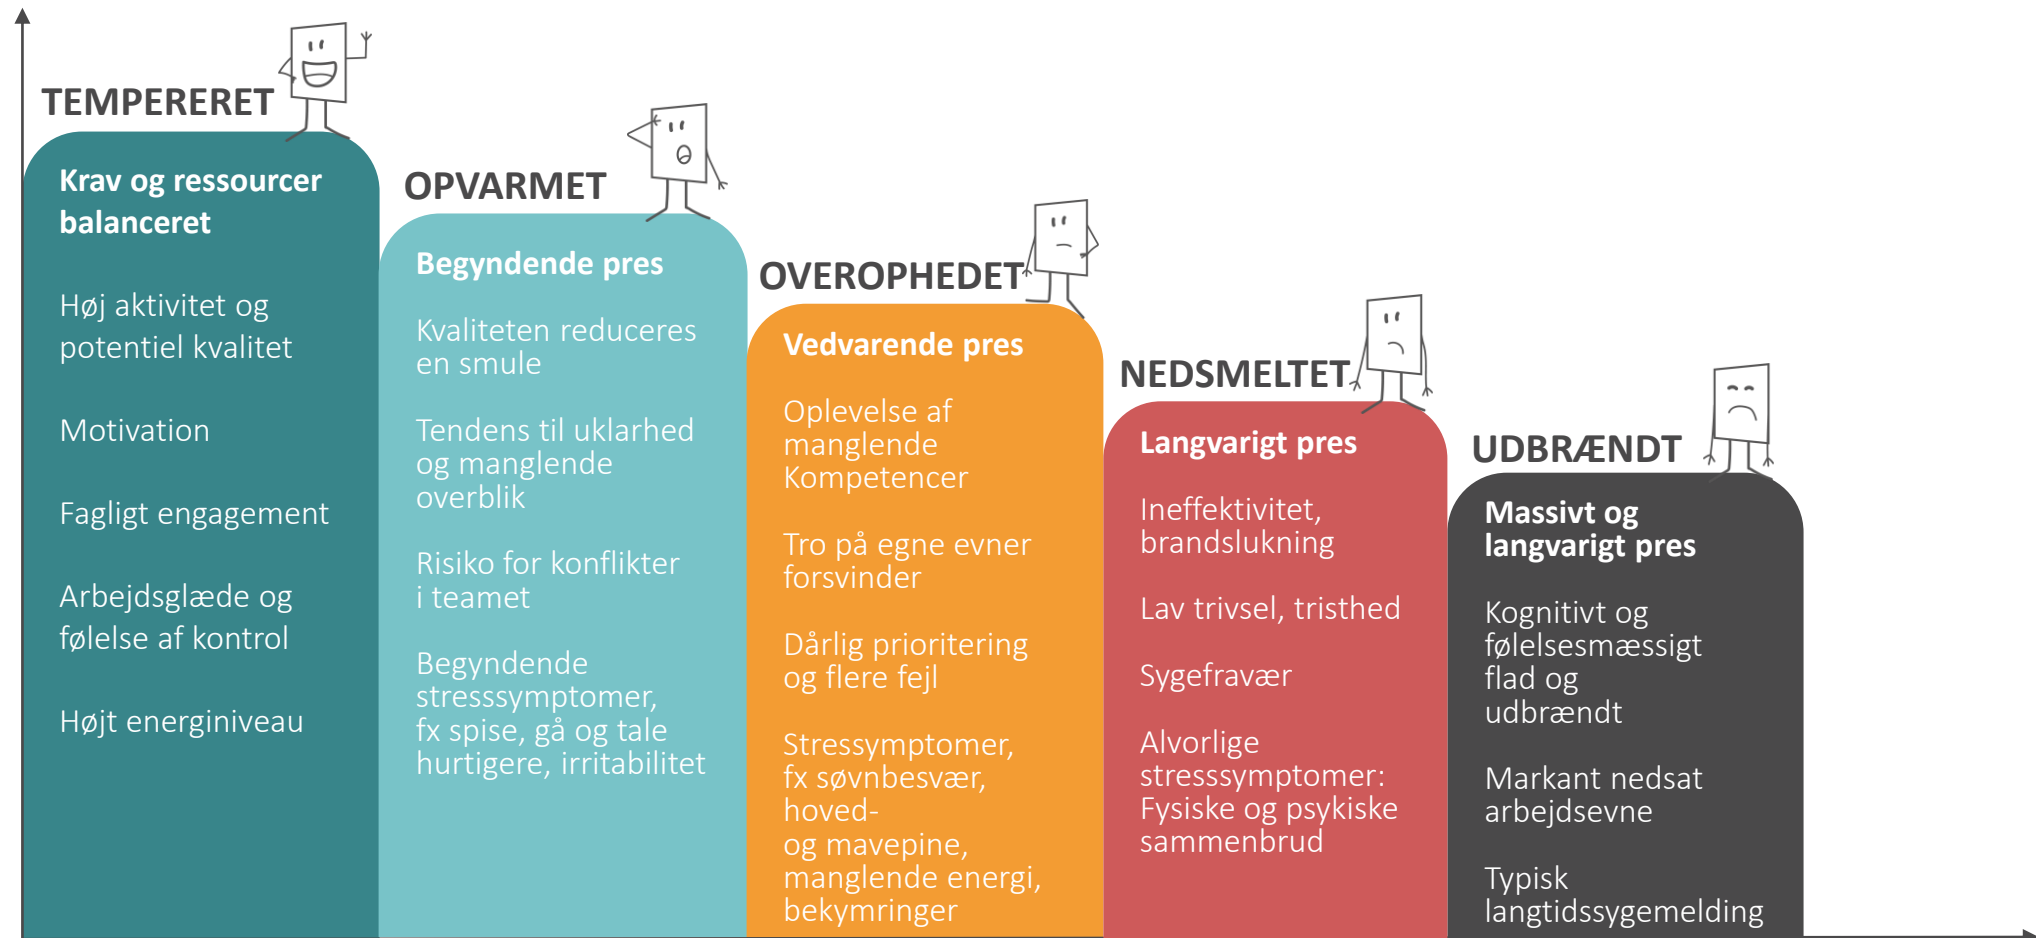 TEMPERERET
Krav og ressourcer
balanceret
Høj aktivitet og
potentiel kvalitet
Motivation
Fagligt engagement
Arbejdsglæde og
følelse af kontrol
Højt energiniveau
OPVARMET
Begyndende pres
Kvaliteten reduceres
en smule
Tendens til uklarhed
og manglende
overblik
Risiko for konflikter
i teamet
Begyndende
stresssymptomer,
fx spise, gå og tale
hurtigere, irritabilitet
OVEROPHEDET
Vedvarende pres
Oplevelse af
manglende
Kompetencer
Tro på egne evner
forsvinder
Dårlig prioritering
og flere fejl
Stressymptomer,
fx søvnbesvær,
hoved-
og mavepine,
manglende energi,
bekymringer
NEDSMELTET
Langvarigt pres
Ineffektivitet,
brandslukning
Lav trivsel, tristhed
Sygefravær
Alvorlige
stresssymptomer:
Fysiske og psykiske
sammenbrud
UDBRÆNDT
Massivt og
langvarigt pres
Kognitivt og
følelsesmæssigt
flad og
udbrændt
Markant nedsat
arbejdsevne
Typisk
langtidssygemelding